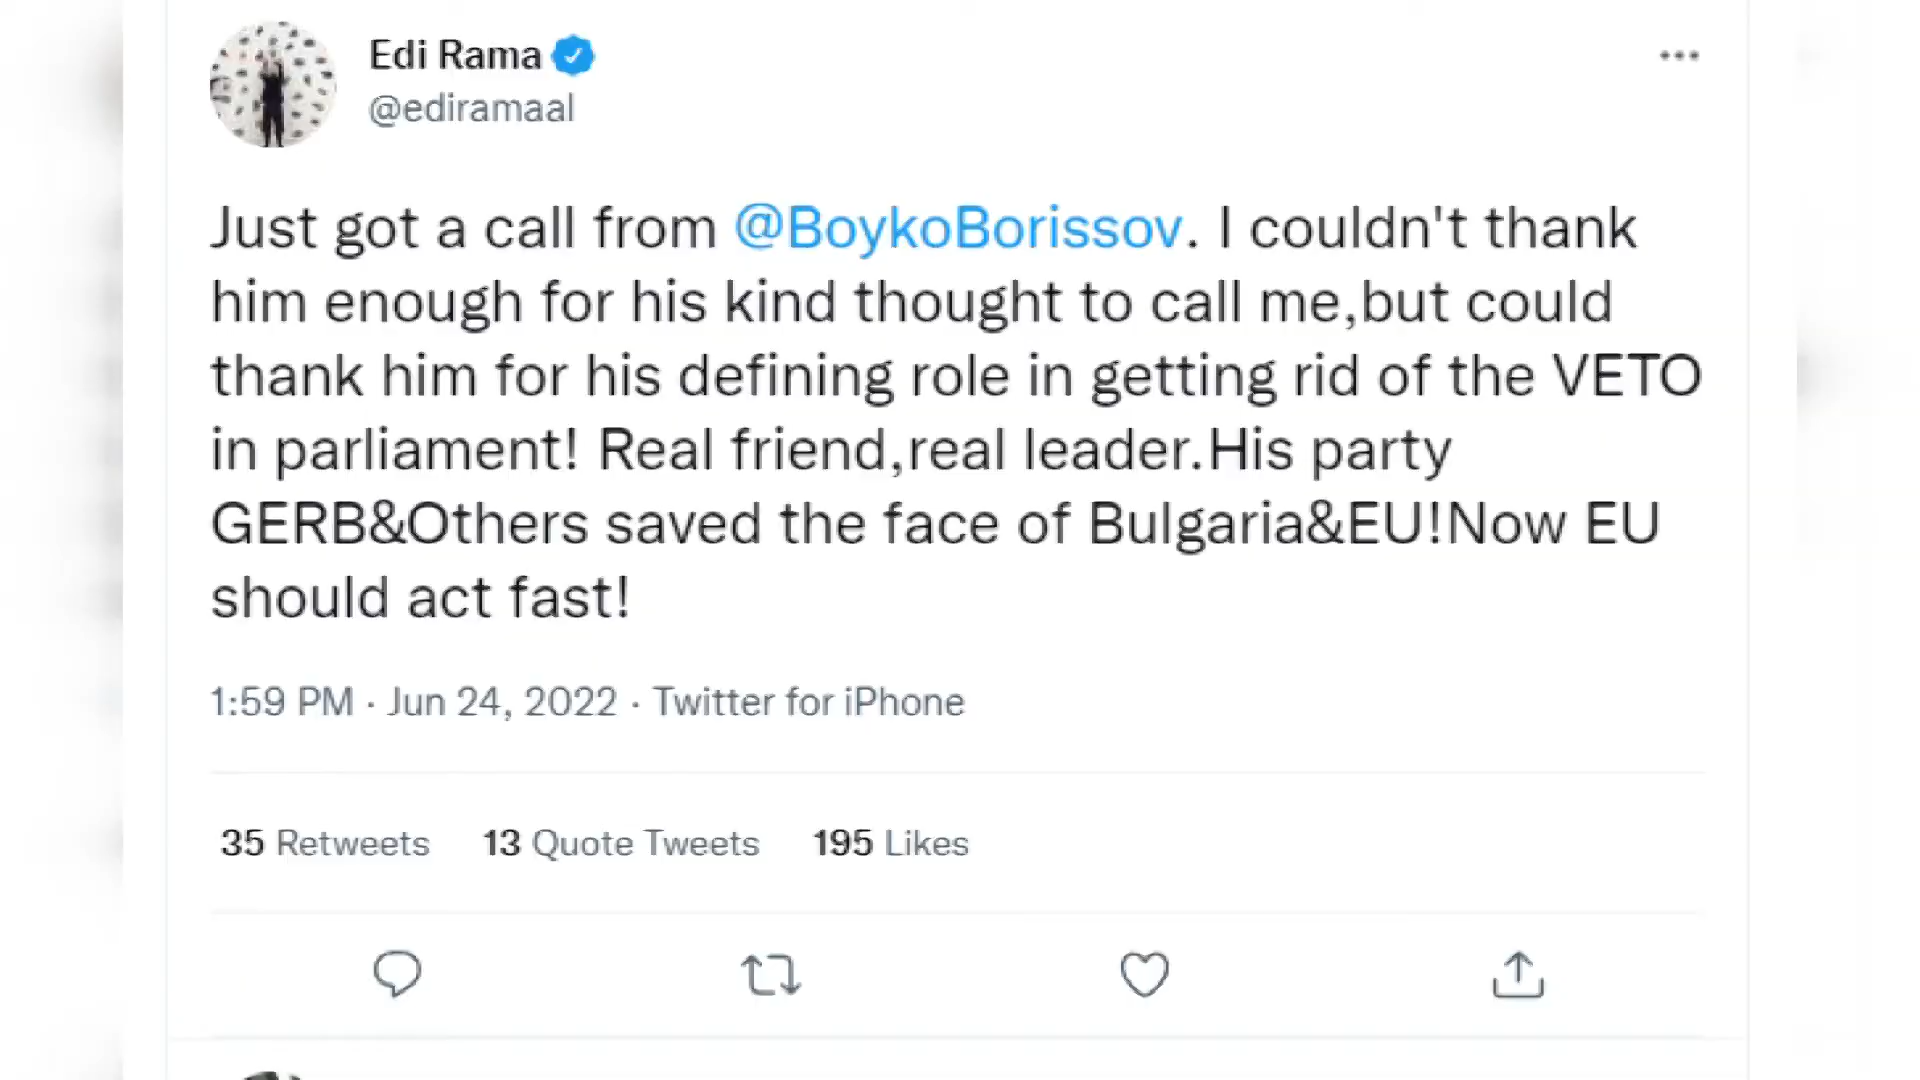 Edi Rama
@ediramaal
Just got a call from @BoykoBorissov. I couldn't thank
him enough for his kind thought to call me,but could
thank him for his defining role in getting rid of the VETO
in parliament! Real friend,real leader.His party
GERB&Others saved the face of Bulgaria&EU!Now EU
should act fast!
1:59 PM · Jun 24, 2022 · Twitter for iPhone
35 Retweets 13 Quote Tweets 195 Likes